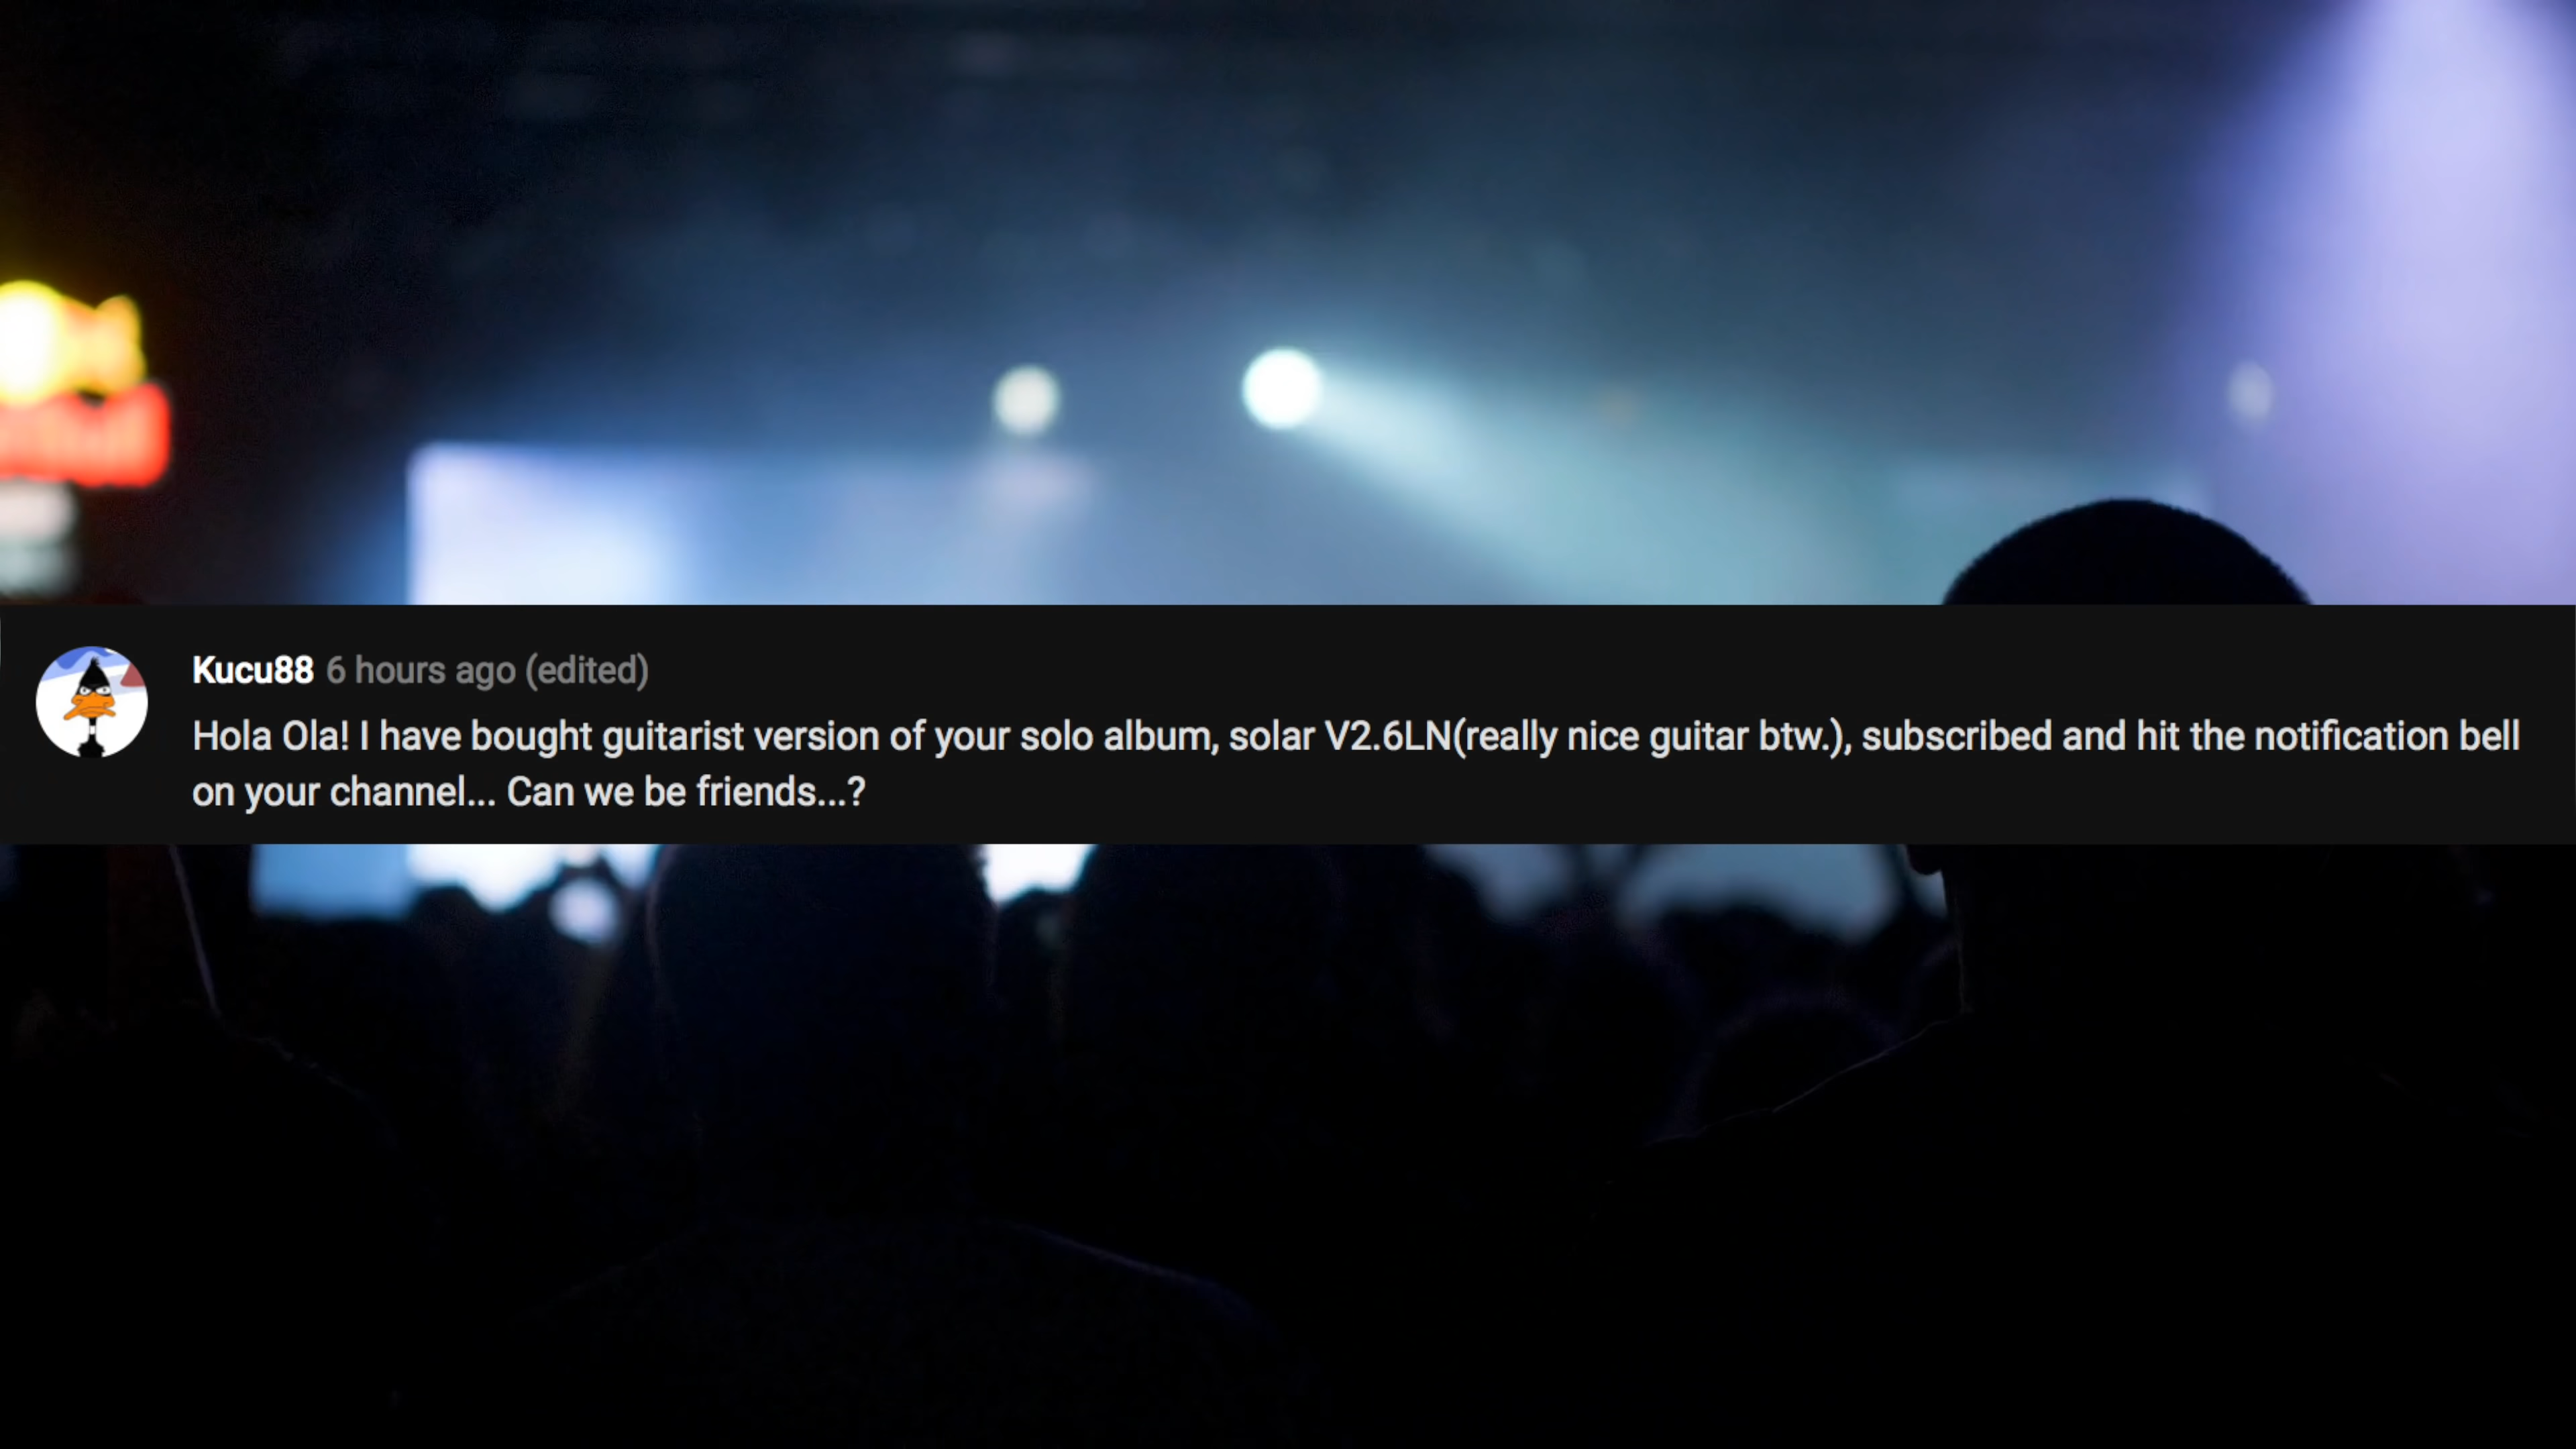 Kucu88 6 hours ago (edited)
Hola Ola! I have bought guitarist version of your solo album, solar V2.6LN(really nice guitar btw.), subscribed and hit the notification bell
on your channel... Can we be friends...?